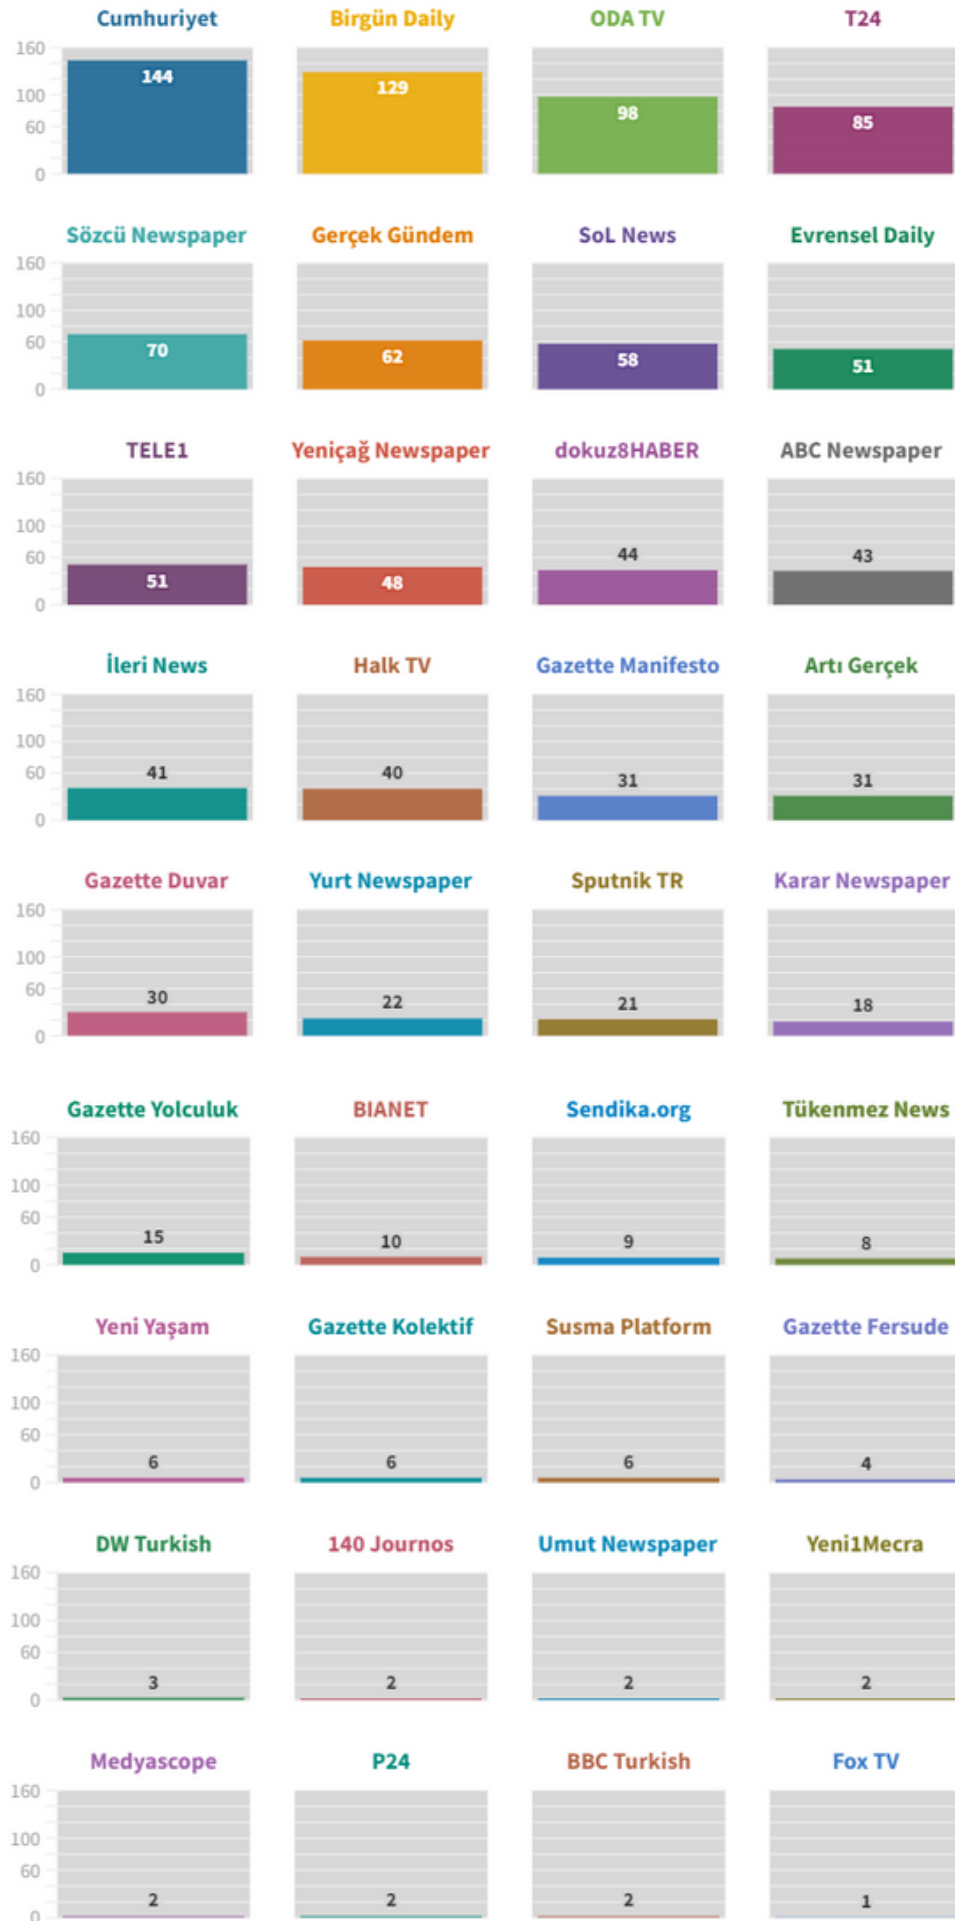 Cumhuriyet Birgün Daily ODA TV T24
160
144
129
100
98
85
60
0
Sözcü Newspaper Gerçek Gündem SoL News Evrensel Daily
160
100
60
70 62 58 51
0
TELE1 Yeniçağ Newspaper dokuz8HABER ABC Newspaper
160
100
60
44 43
51 48
0
İleri News Halk TV Gazette Manifesto Artı Gerçek
160
100
60
41 40 31 31
0
Gazette Duvar Yurt Newspaper Sputnik TR Karar Newspaper
160
100
60
30 22 21 18
0
Gazette Yolculuk BIANET Sendika.org Tükenmez News
160
100
60
15 10 9 8
0
Yeni Yaşam Gazette Kolektif Susma Platform Gazette Fersude
160
100
60
6 6 6 4
0
DW Turkish 140 Journos Umut Newspaper Yeni1Mecra
160
100
60
3 2 2 2
0
Medyascope P24 BBC Turkish Fox TV
160
100
60
2 2 2 1
0